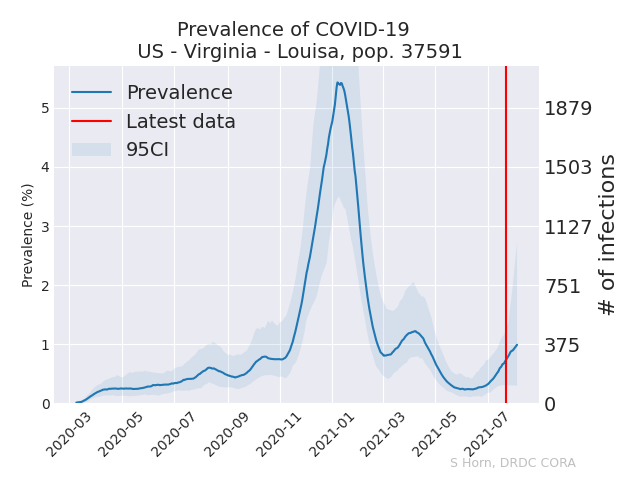 Prevalence of COVID-19
US - Virginia - Louisa, pop. 37591
Prevalence
Latest data
95CI
Prevalence (%)
5
4
3
2
1
0
1879
1503
1127
751
375
0
# of infections
2020-03
2020-05
2020-07
2020-09
2020-11
2021-01
2021-03
2021-05
2021-07
S Horn, DRDC CORA